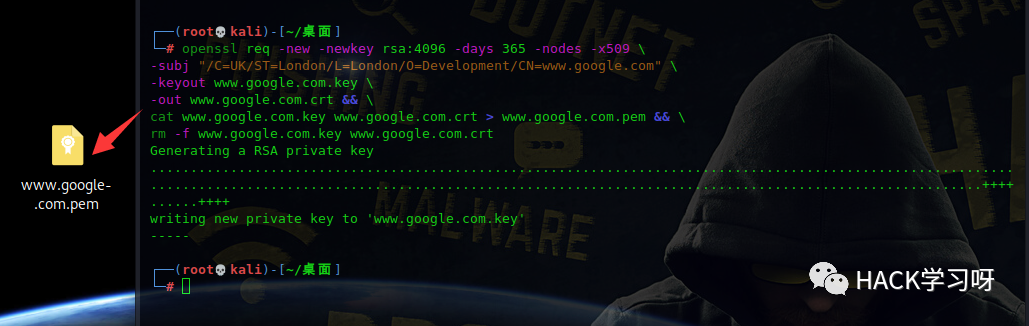 ┌──(root💀kali)-[~/桌面]
└─# openssl req -new -newkey rsa:4096 -days 365 -nodes -x509 \
-subj "/C=UK/ST=London/L=London/O=Development/CN=www.google.com" \
-keyout www.google.com.key \
-out www.google.com.crt && \
cat www.google.com.key www.google.com.crt > www.google.com.pem && \
rm -f www.google.com.key www.google.com.crt
Generating a RSA private key
........................................................................................................
........................................................................................................++++
......++++
writing new private key to 'www.google.com.key'
-----
┌──(root💀kali)-[~/桌面]
└─#
www.google-
.com.pem
BOTNET
MALWARE
HACK学习呀